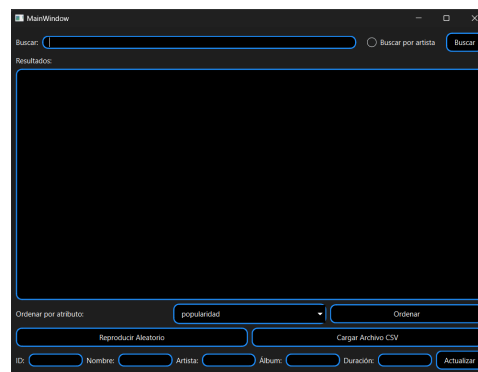 MainWindow
Buscar: Buscar por artista Buscar
Resultados:
Ordenar por atributo: popularidad Ordenar
Reproducir Aleatorio Cargar Archivo CSV
ID: Nombre: Artista: Álbum: Duración: Actualizar